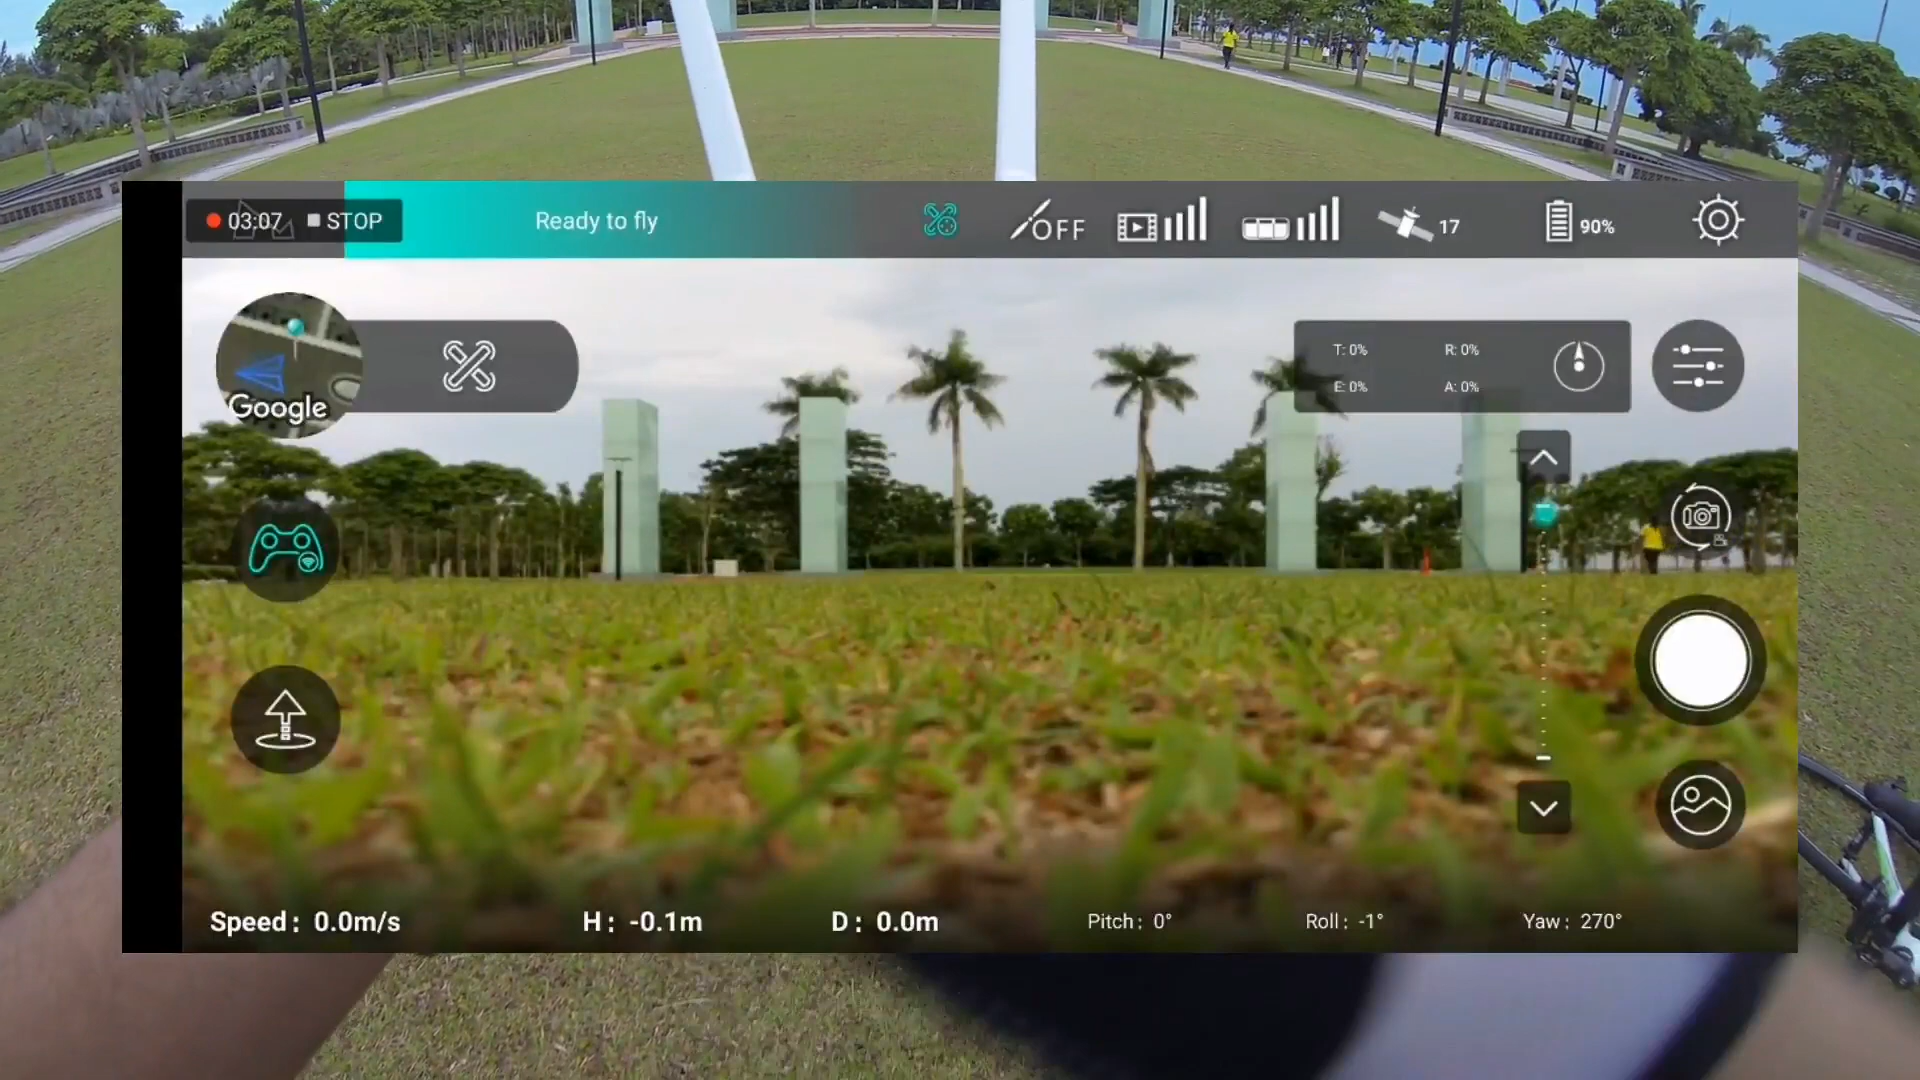 03:07 STOP
Ready to fly
OFF
17
90%
Google
T: 0% R: 0%
E: 0% A: 0%
Speed : 0.0m/s H : -0.1m D : 0.0m Pitch : 0° Roll : -1° Yaw : 270°